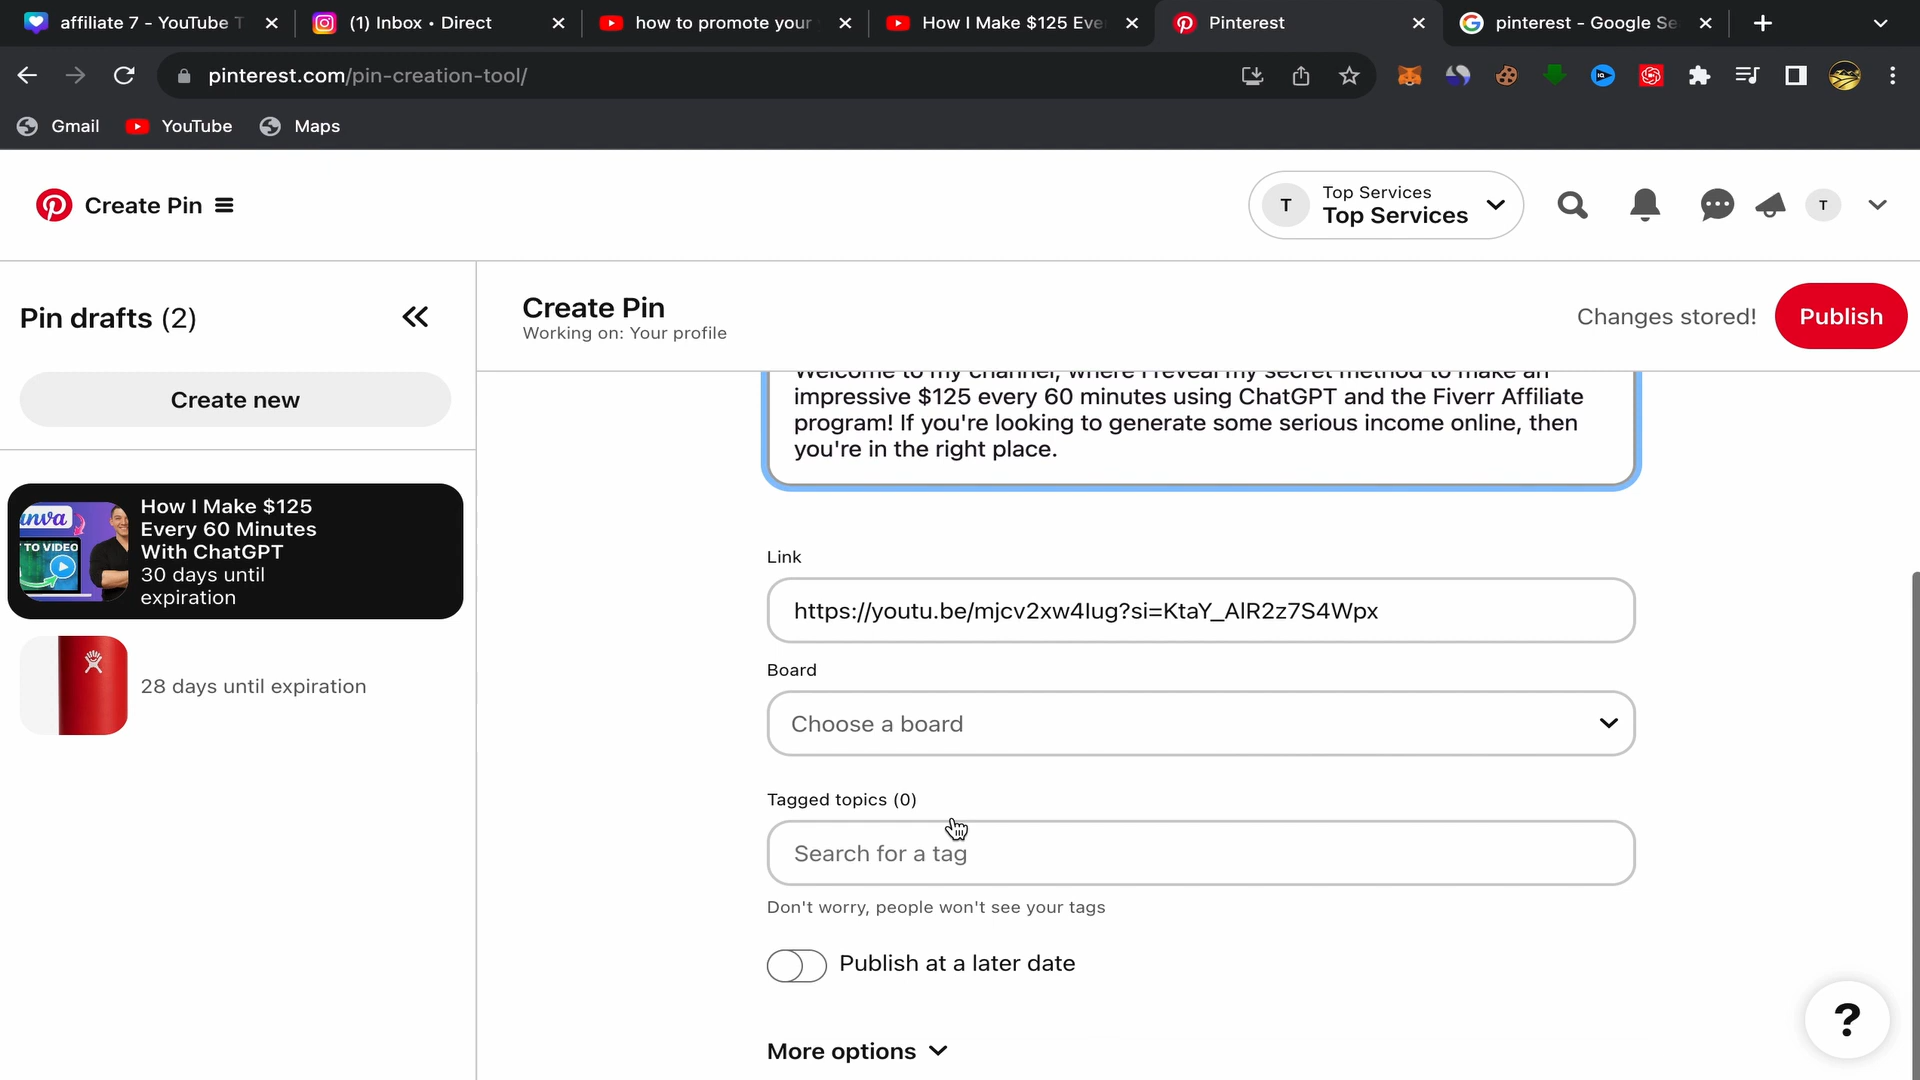 affiliate 7 - YouTube T
(1) Inbox • Direct
how to promote your
How I Make $125 Eve
Pinterest
pinterest - Google Se
pinterest.com/pin-creation-tool/
Gmail
YouTube
Maps
Create Pin
T
Top Services
Top Services
T
Pin drafts (2)
Create new
How I Make $125
Every 60 Minutes
With ChatGPT
30 days until
expiration
anva
TO VIDEO
28 days until expiration
Create Pin
Working on: Your profile
Changes stored!
Publish
Welcome to my channel, where I reveal my secret method to make an
impressive $125 every 60 minutes using ChatGPT and the Fiverr Affiliate
program! If you're looking to generate some serious income online, then
you're in the right place.
Link
https://youtu.be/mjcv2xw4Iug?si=KtaY_AlR2z7S4Wpx
Board
Choose a board
Tagged topics (0)
Search for a tag
Don't worry, people won't see your tags
Publish at a later date
More options
?